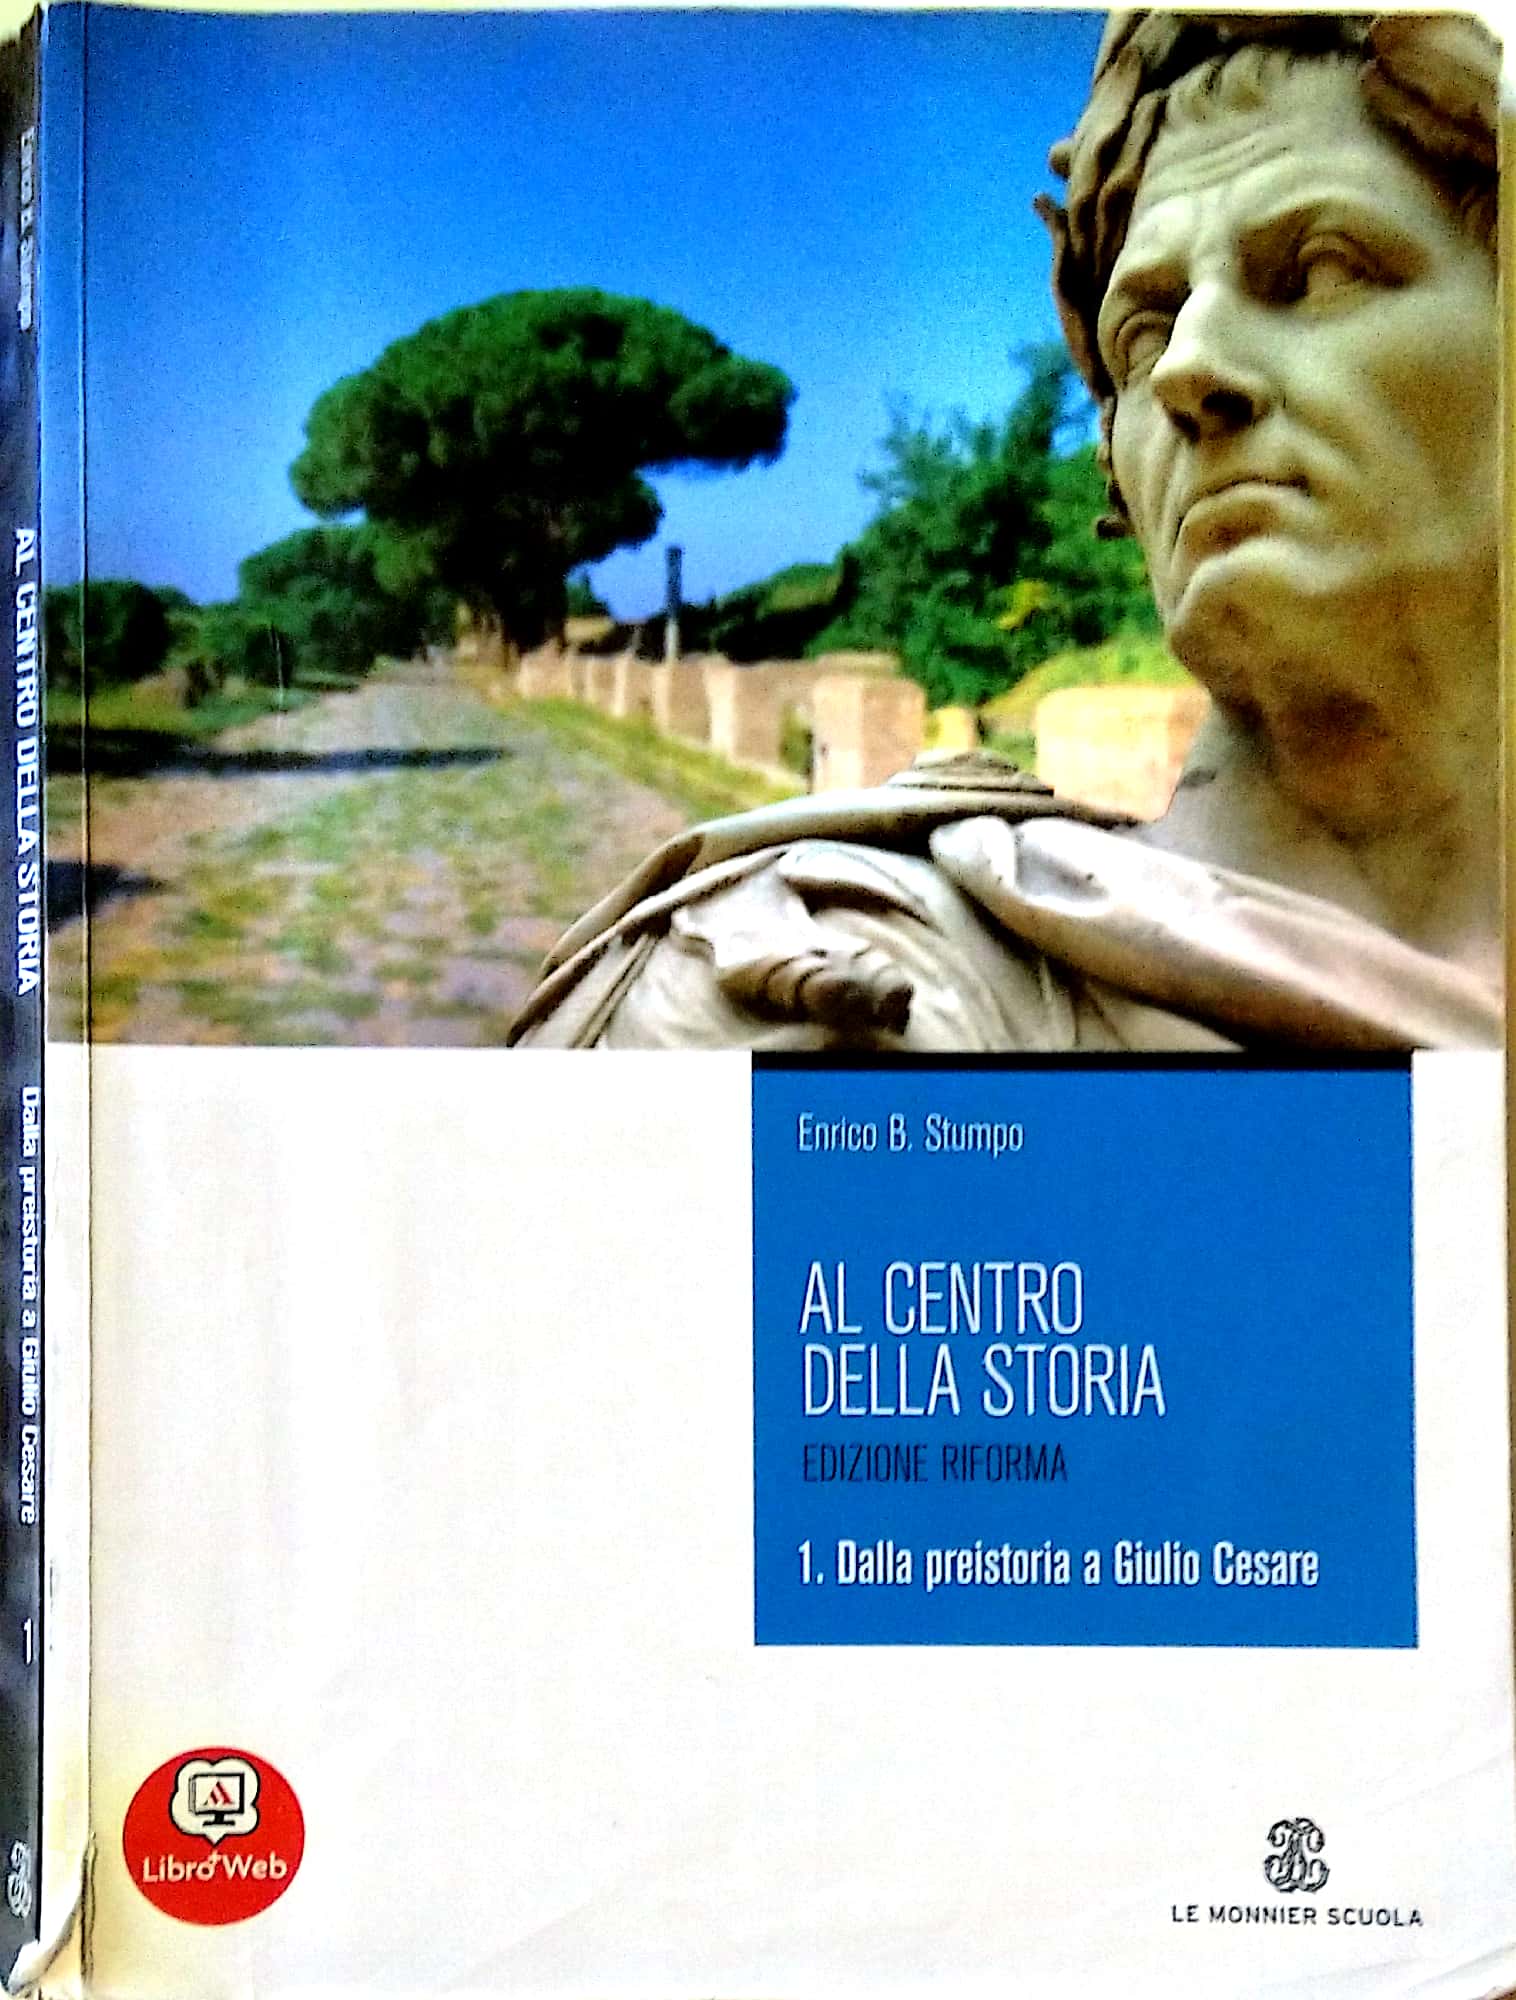 Enrico B. Stumpo
AL CENTRO
DELLA STORIA
EDIZIONE RIFORMA
1. Dalla preistoria a Giulio Cesare
Libro+Web
LE MONNIER SCUOLA
AL CENTRO DELLA STORIA
Dalla preistoria a Giulio Cesare
1